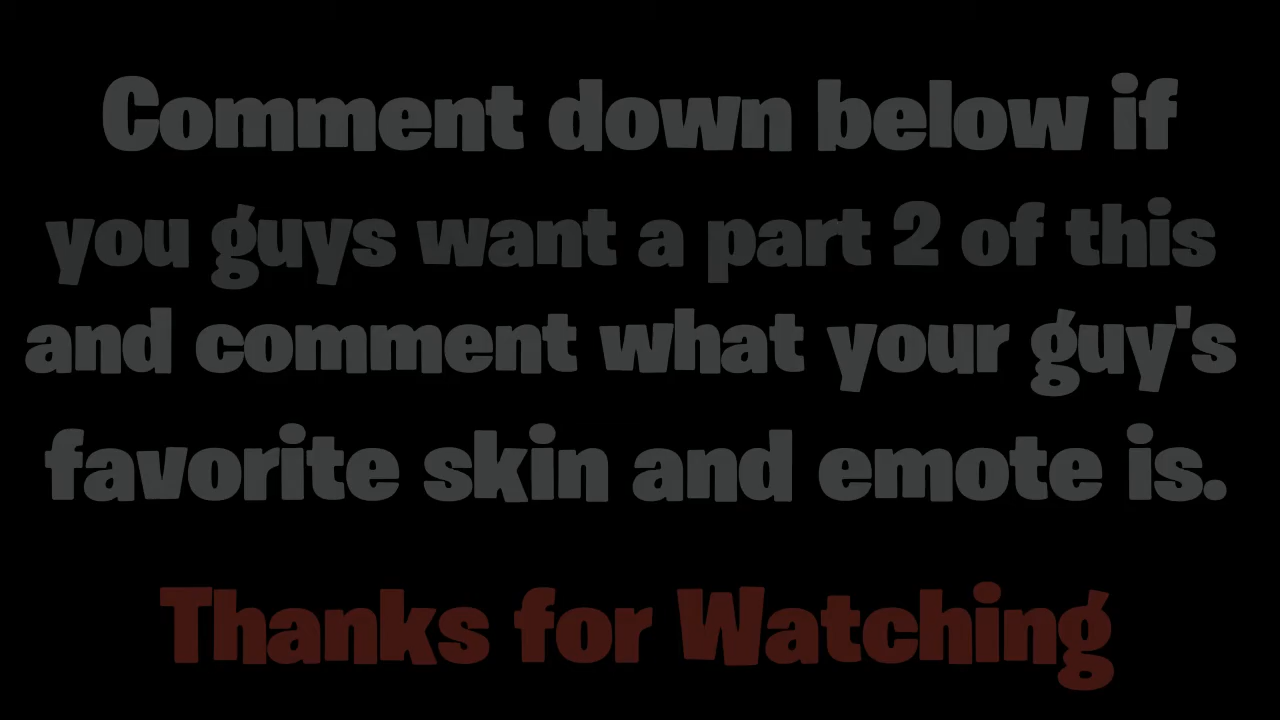 Comment down below if
you guys want a part 2 of this
and comment what your guy's
favorite skin and emote is.
Thanks for Watching